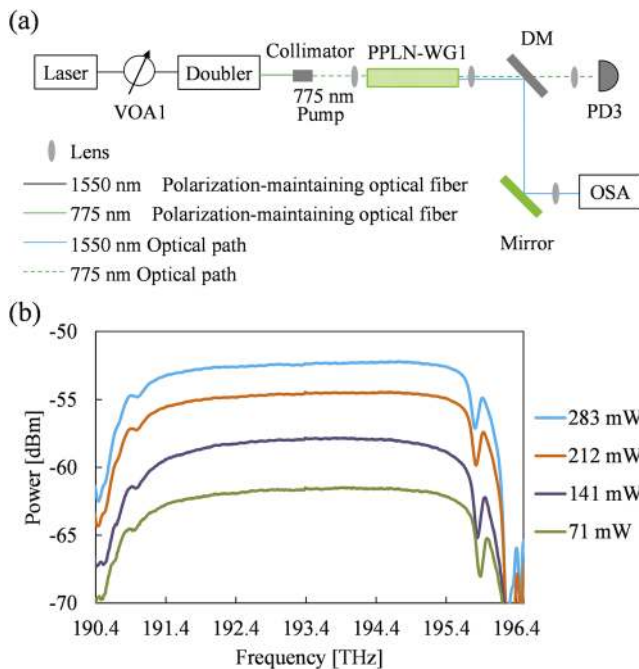 (a)
Laser
VOA1
Doubler
Collimator
775 nm
Pump
PPLN-WG1
DM
PD3
Lens
1550 nm Polarization-maintaining optical fiber
775 nm Polarization-maintaining optical fiber
1550 nm Optical path
775 nm Optical path
Mirror
OSA
(b)
Power [dBm]
-50
-55
-60
-65
-70
190.4 191.4 192.4 193.4 194.4 195.4 196.4
Frequency [THz]
283 mW
212 mW
141 mW
71 mW